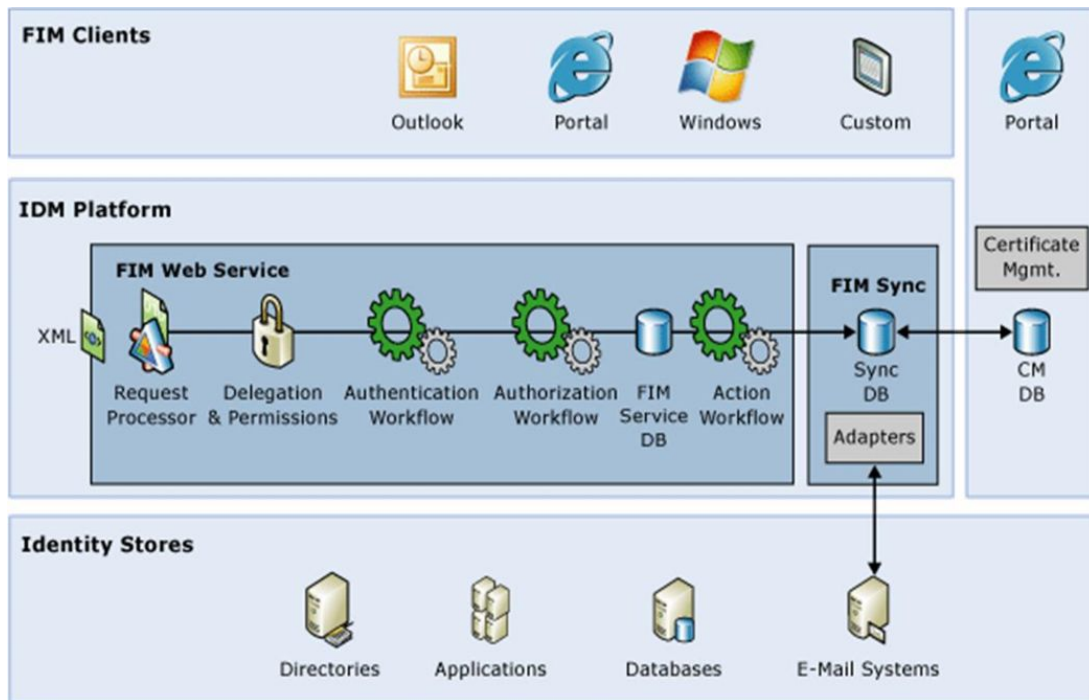 FIM Clients
Outlook
Portal
Windows
Custom
Portal
IDM Platform
FIM Web Service
XML
Request
Processor
Delegation
& Permissions
Authentication
Workflow
Authorization
Workflow
FIM
Service
DB
Action
Workflow
FIM Sync
Sync
DB
Adapters
Certificate
Mgmt.
CM
DB
Identity Stores
Directories
Applications
Databases
E-Mail Systems